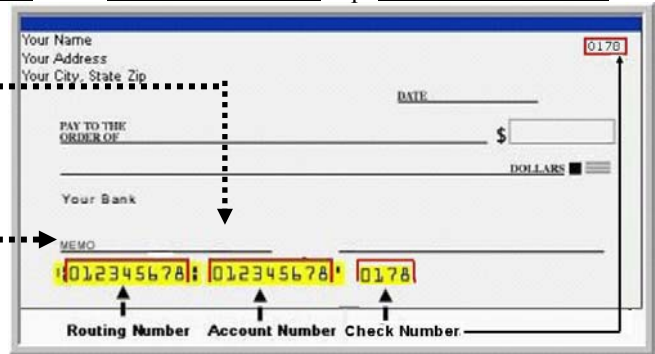 Your Name
0178
Your Address
Your City, State Zip
DATE
PAY TO THE
ORDER OF
$
DOLLARS
Your Bank
MEMO
⑆012345678⑆ 012345678⑈ 0178
Routing Number Account Number Check Number